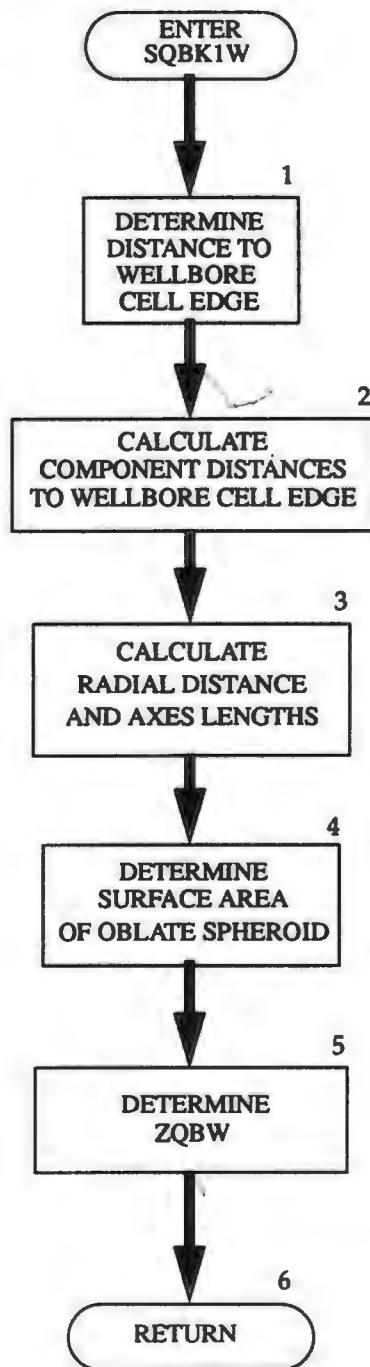 ENTER
SQBK1W
1
DETERMINE
DISTANCE TO
WELLBORE
CELL EDGE
2
CALCULATE
COMPONENT DISTANCES
TO WELLBORE CELL EDGE
3
CALCULATE
RADIAL DISTANCE
AND AXES LENGTHS
4
DETERMINE
SURFACE AREA
OF OBLATE SPHEROID
5
DETERMINE
ZQBW
6
RETURN